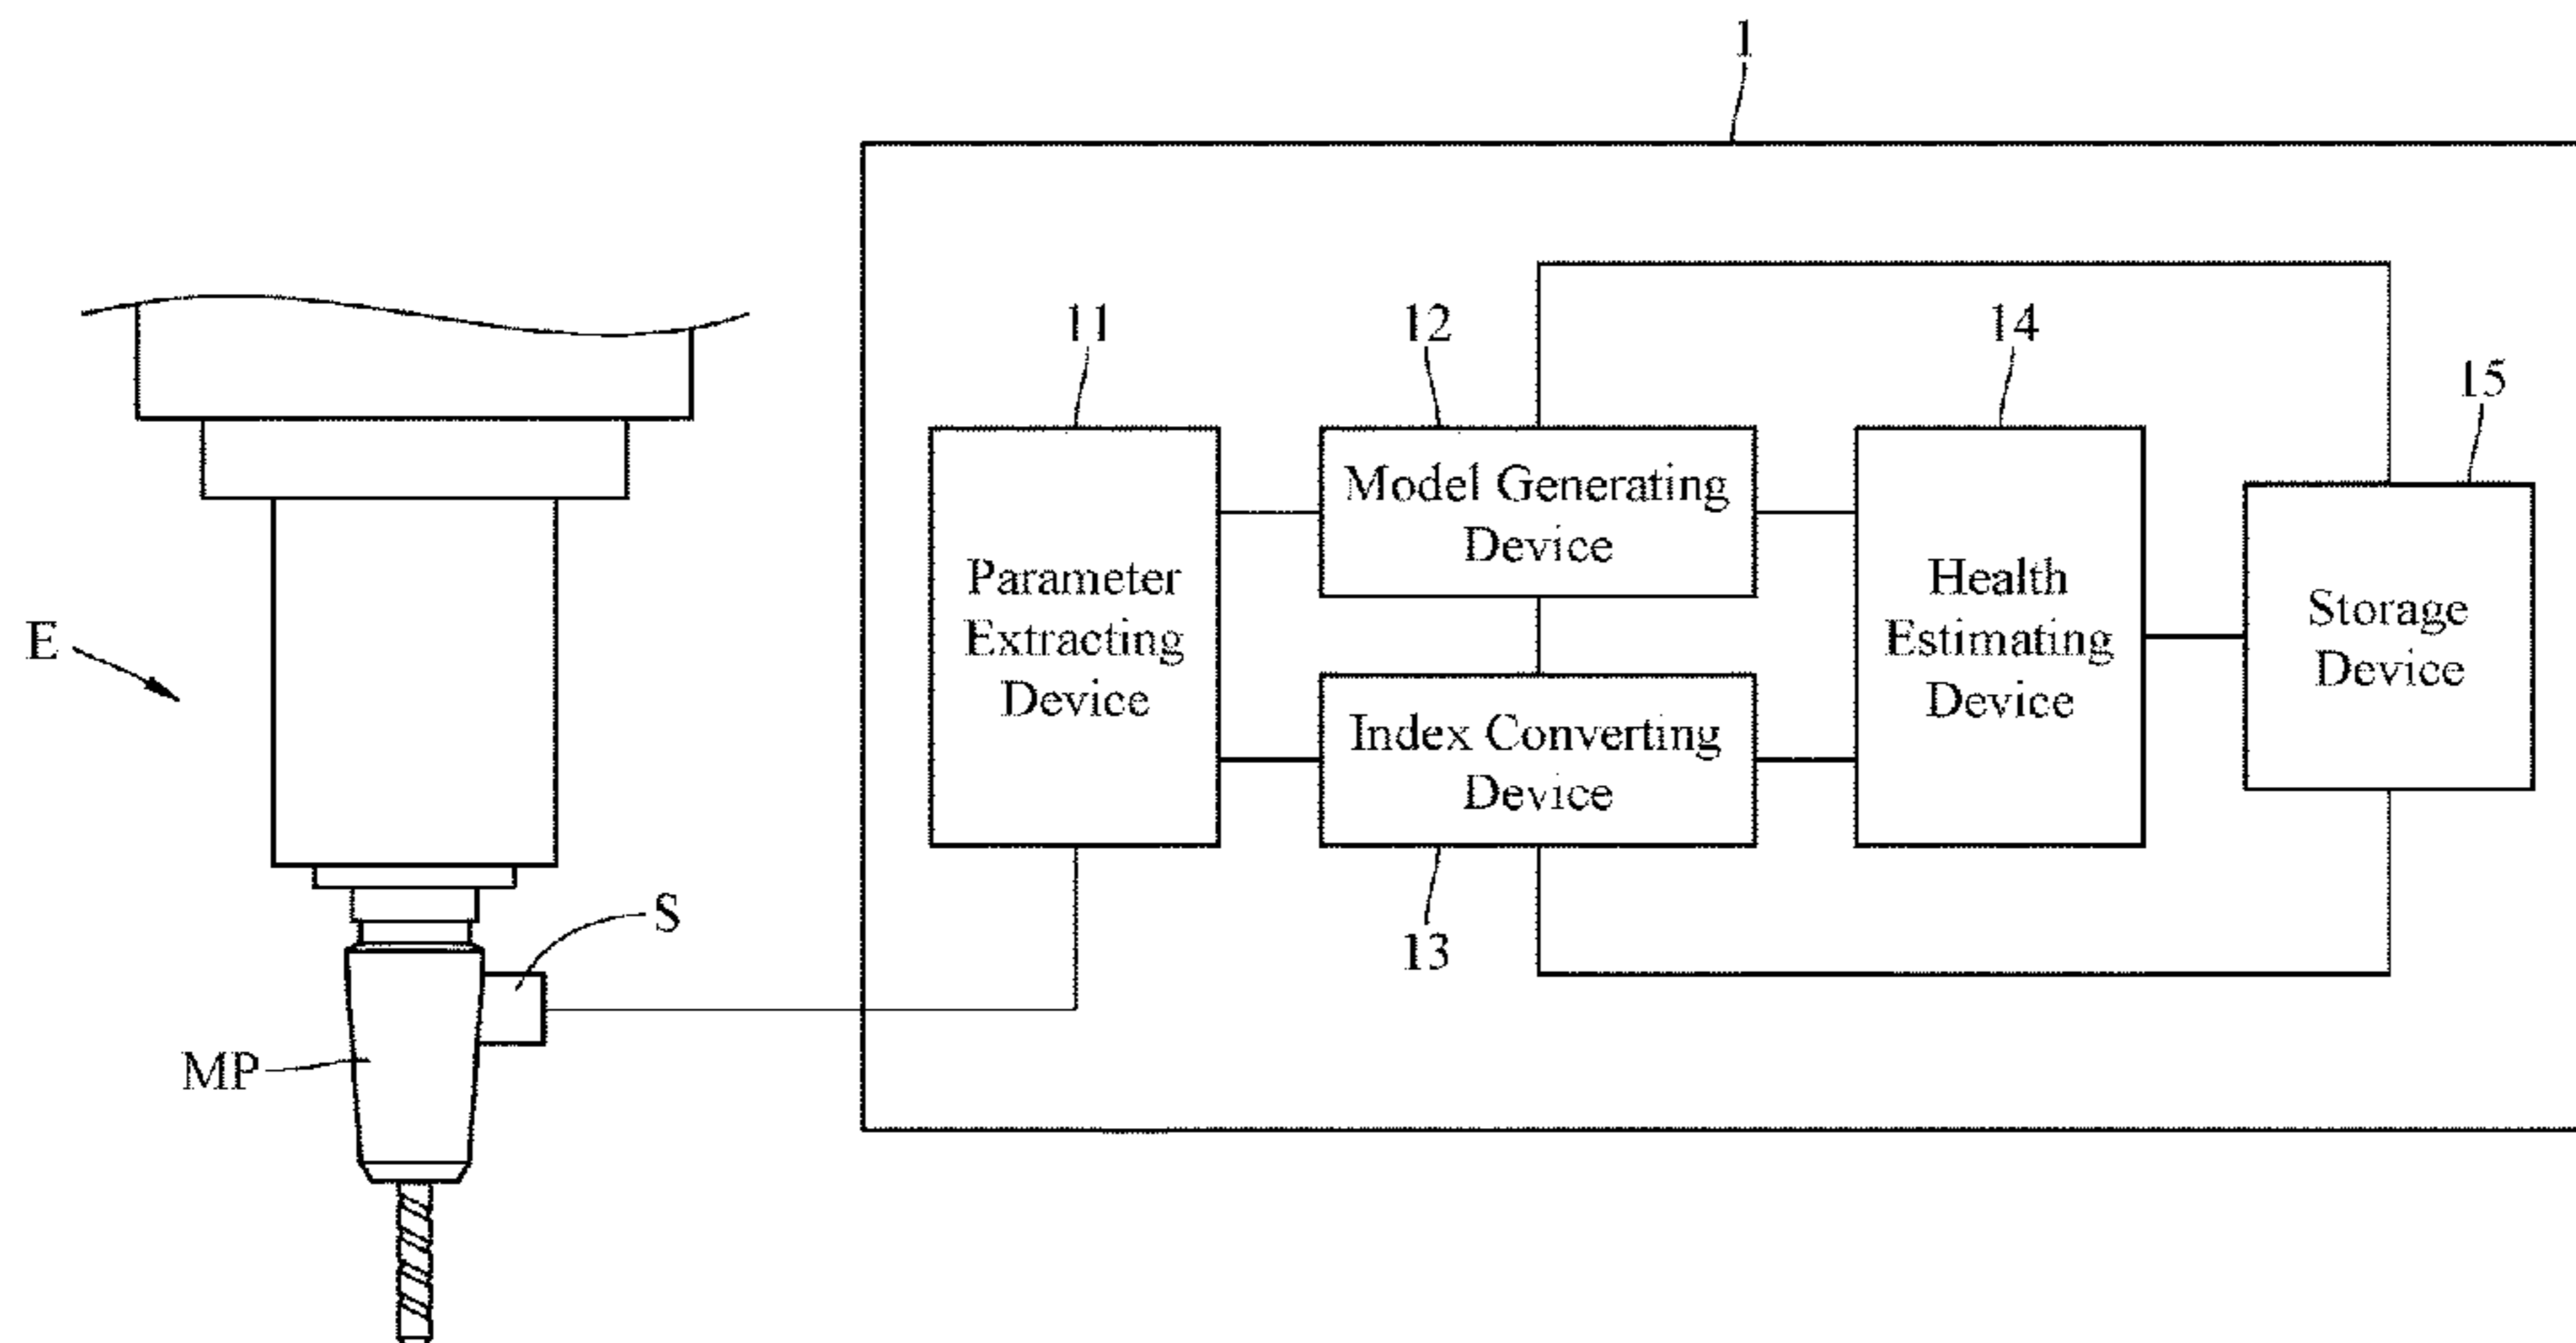 1
11
12
14
15
Model Generating
Device
Parameter
Extracting
Device
Health
Estimating
Device
Storage
Device
Index Converting
Device
13
E
S
MP